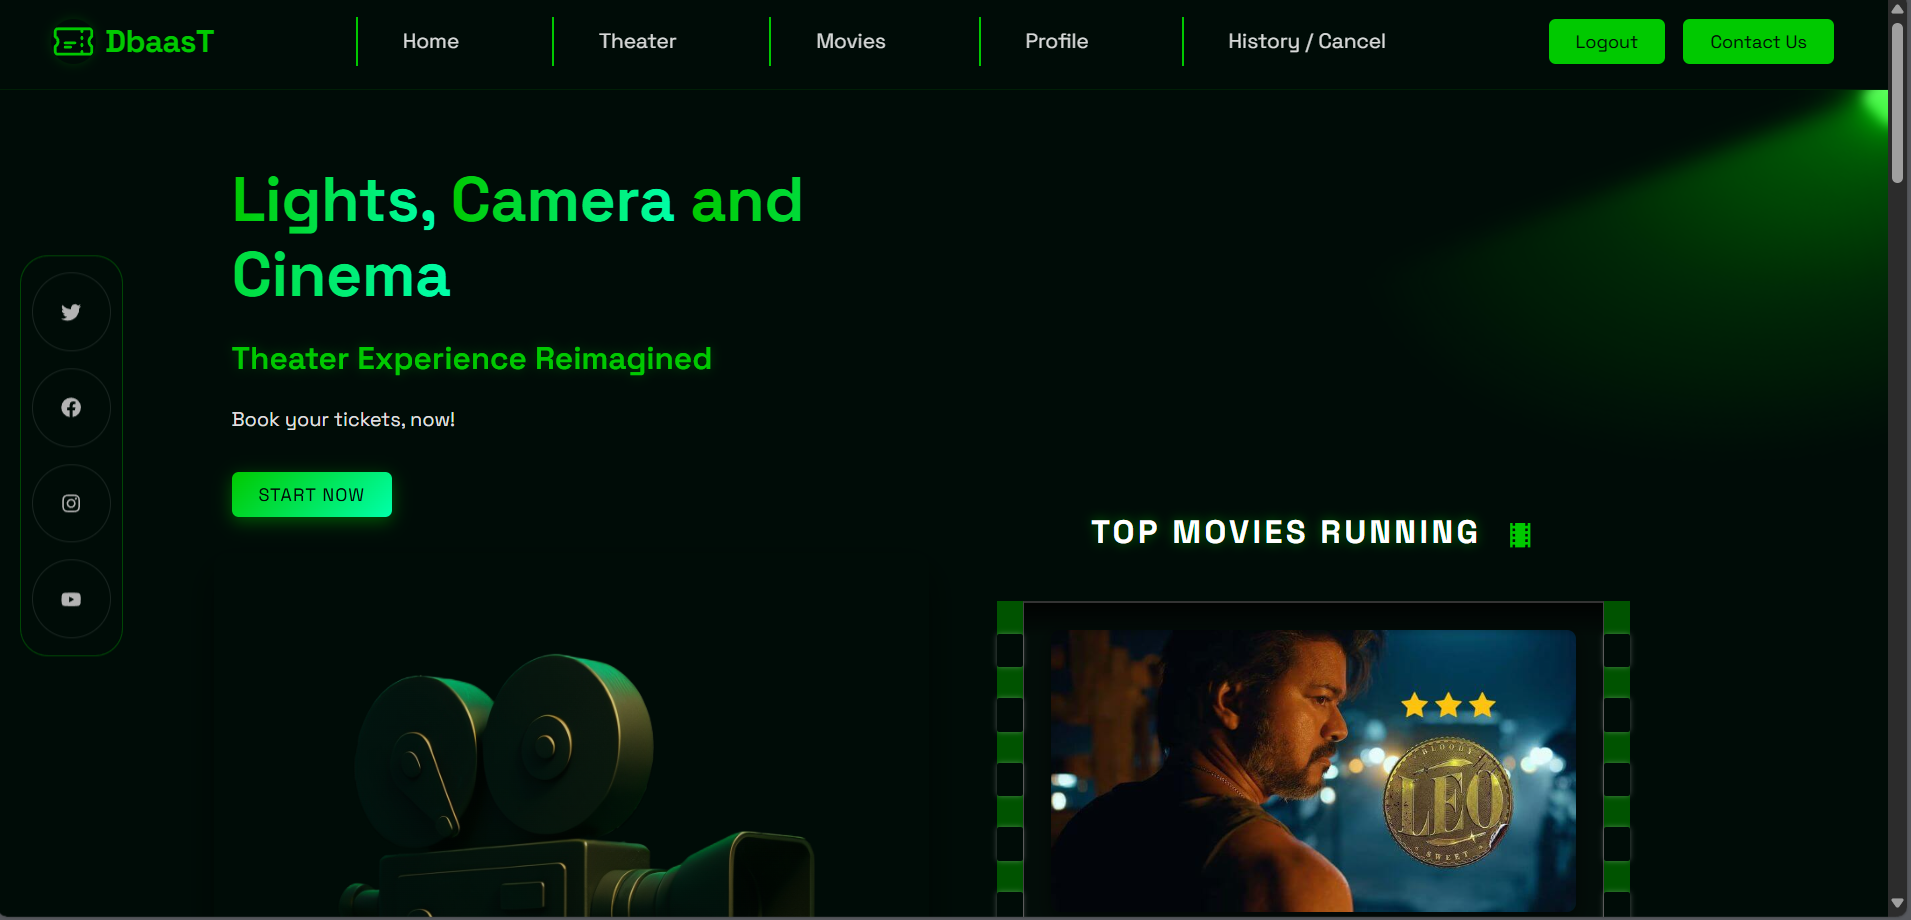 DbaasT
Home
Theater
Movies
Profile
History / Cancel
Logout
Contact Us
Lights, Camera and
Cinema
Theater Experience Reimagined
Book your tickets, now!
START NOW
TOP MOVIES RUNNING
BLOODY
LEO
SWEET